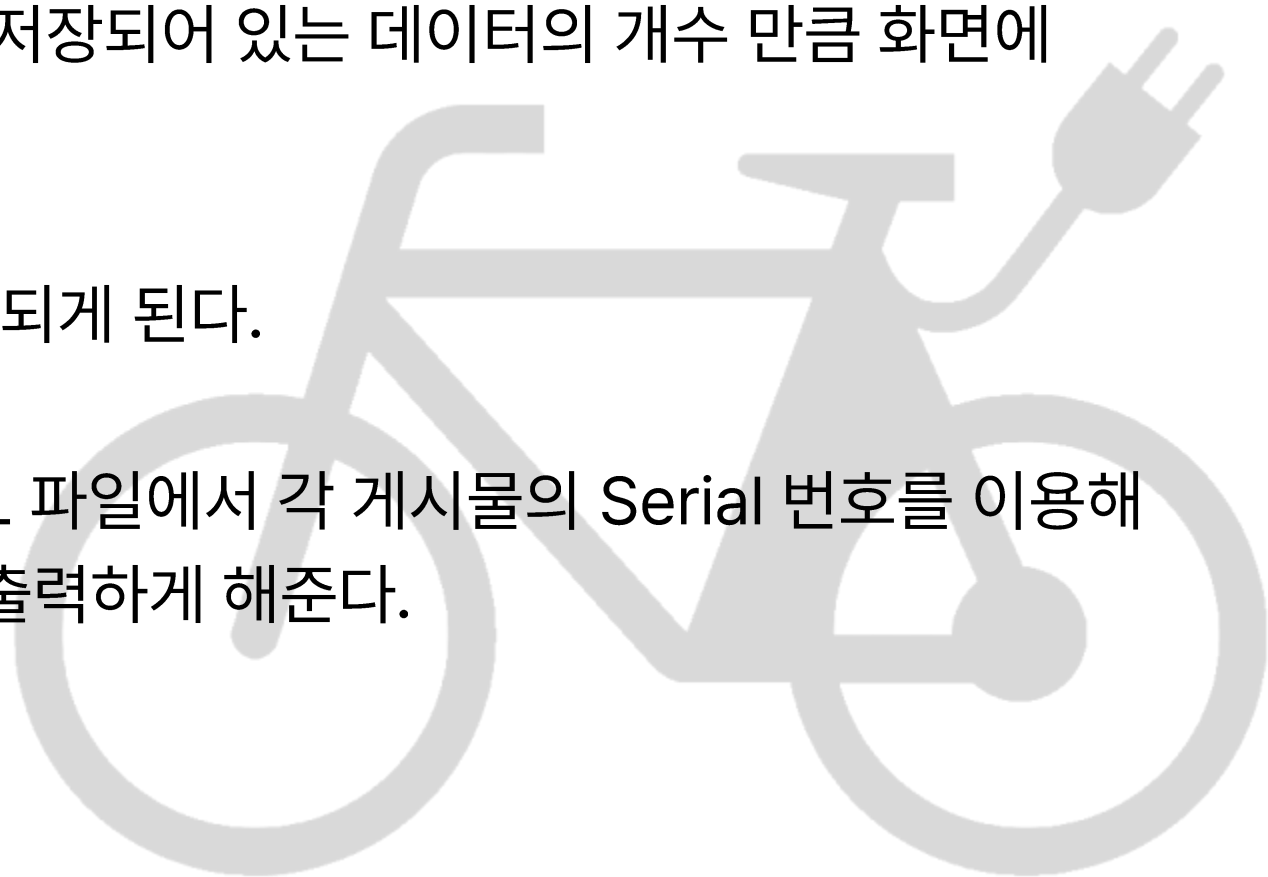 저장되어 있는 데이터의 개수 만큼 화면에
되게 된다.
파일에서 각 게시물의 Serial 번호를 이용해
출력하게 해준다.